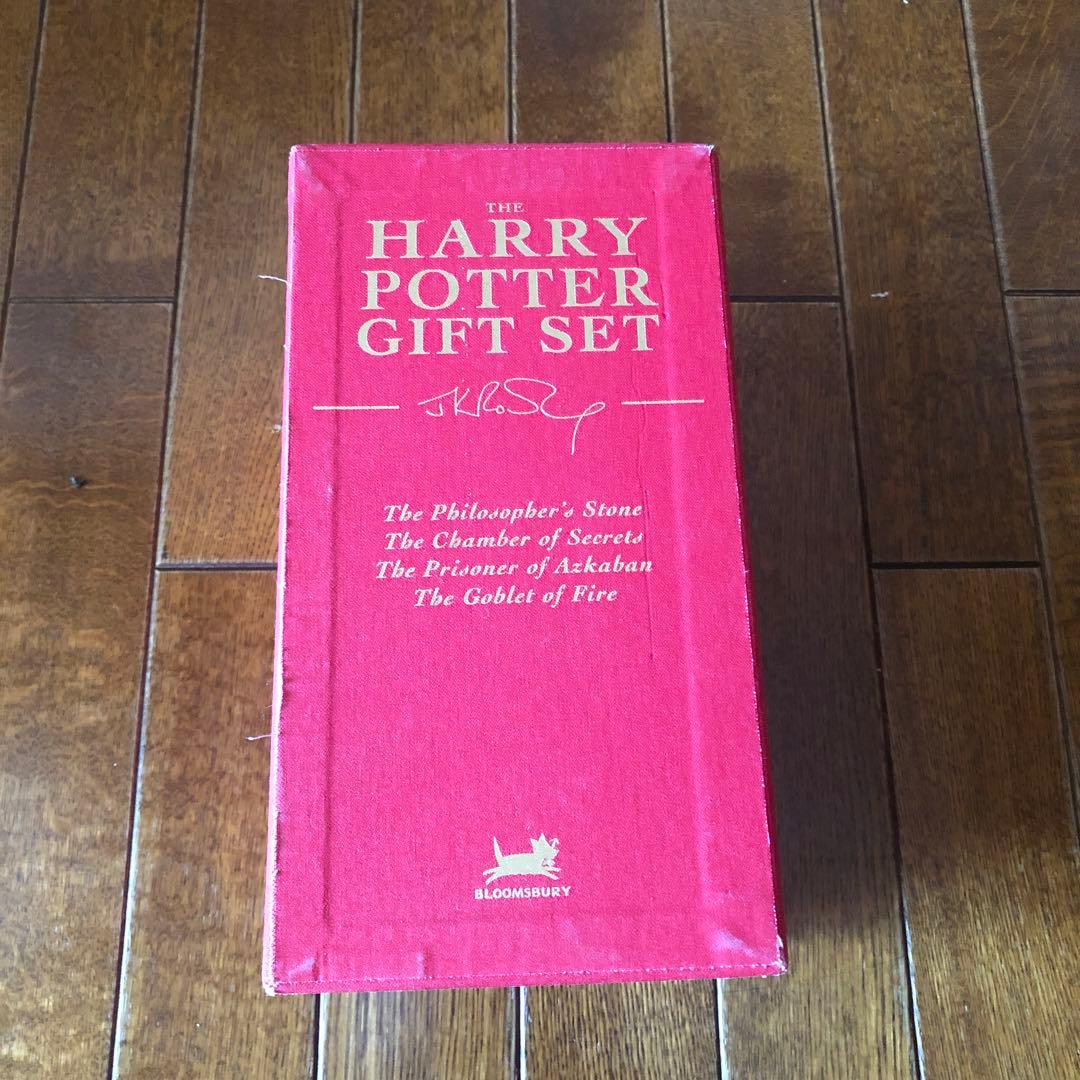 THE
HARRY
POTTER
GIFT SET
JKRowling
The Philosopher's Stone
The Chamber of Secrets
The Prisoner of Azkaban
The Goblet of Fire
BLOOMSBURY